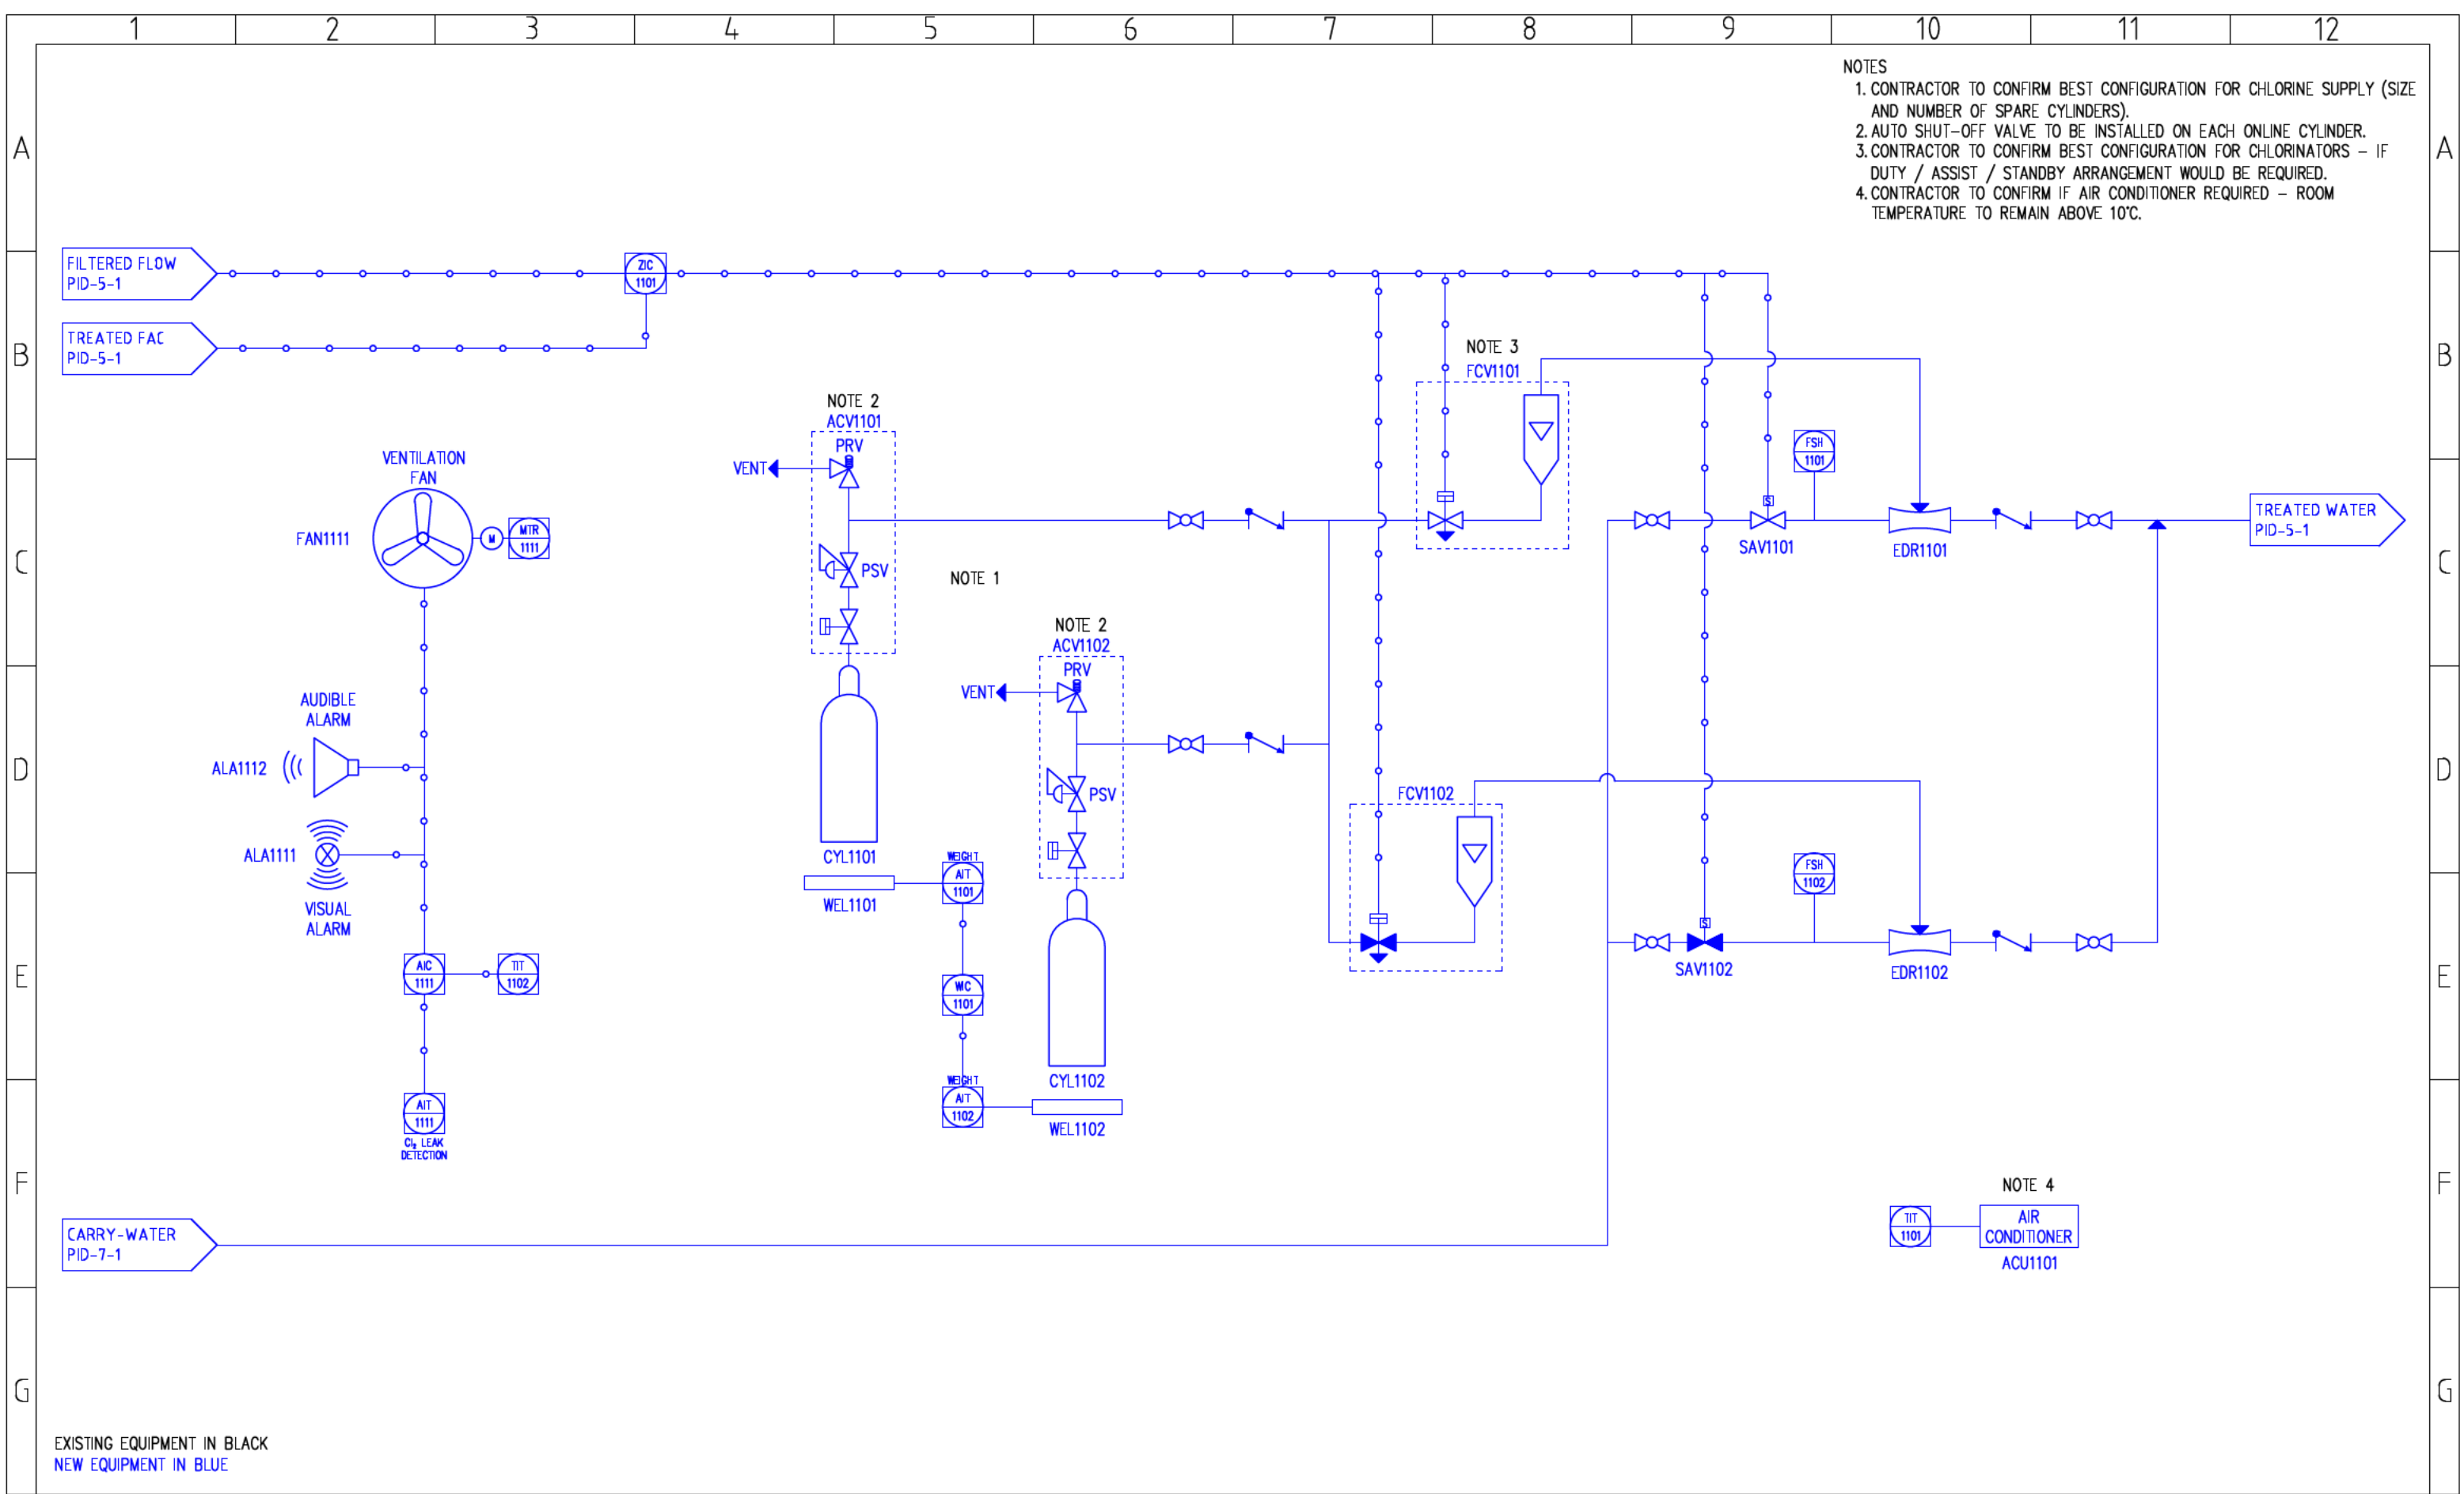 1 2 3 4 5 6 7 8 9 10 11 12
NOTES
1. CONTRACTOR TO CONFIRM BEST CONFIGURATION FOR CHLORINE SUPPLY (SIZE
AND NUMBER OF SPARE CYLINDERS).
2. AUTO SHUT-OFF VALVE TO BE INSTALLED ON EACH ONLINE CYLINDER.
3. CONTRACTOR TO CONFIRM BEST CONFIGURATION FOR CHLORINATORS - IF
DUTY / ASSIST / STANDBY ARRANGEMENT WOULD BE REQUIRED.
4. CONTRACTOR TO CONFIRM IF AIR CONDITIONER REQUIRED - ROOM
TEMPERATURE TO REMAIN ABOVE 10°C.
A A
FILTERED FLOW
PID-5-1
ZIC
1101
TREATED FAC
PID-5-1
B B
NOTE 3
FCV1101
NOTE 2
ACV1101
PRV
VENT
FSH
1101
VENTILATION
FAN
FAN1111
M
MTR
1111
S
SAV1101
EDR1101
TREATED WATER
PID-5-1
C C
PSV
NOTE 1
NOTE 2
ACV1102
PRV
VENT
AUDIBLE
ALARM
ALA1112
D D
PSV
FCV1102
ALA1111
VISUAL
ALARM
CYL1101
WEL1101
WEIGHT
AIT
1101
FSH
1102
S
SAV1102
EDR1102
E E
AIC
1111
TIT
1102
WIC
1101
CYL1102
WEIGHT
AIT
1102
WEL1102
AIT
1111
Cl₂ LEAK
DETECTION
F F
NOTE 4
TIT
1101
AIR
CONDITIONER
ACU1101
CARRY-WATER
PID-7-1
G G
EXISTING EQUIPMENT IN BLACK
NEW EQUIPMENT IN BLUE